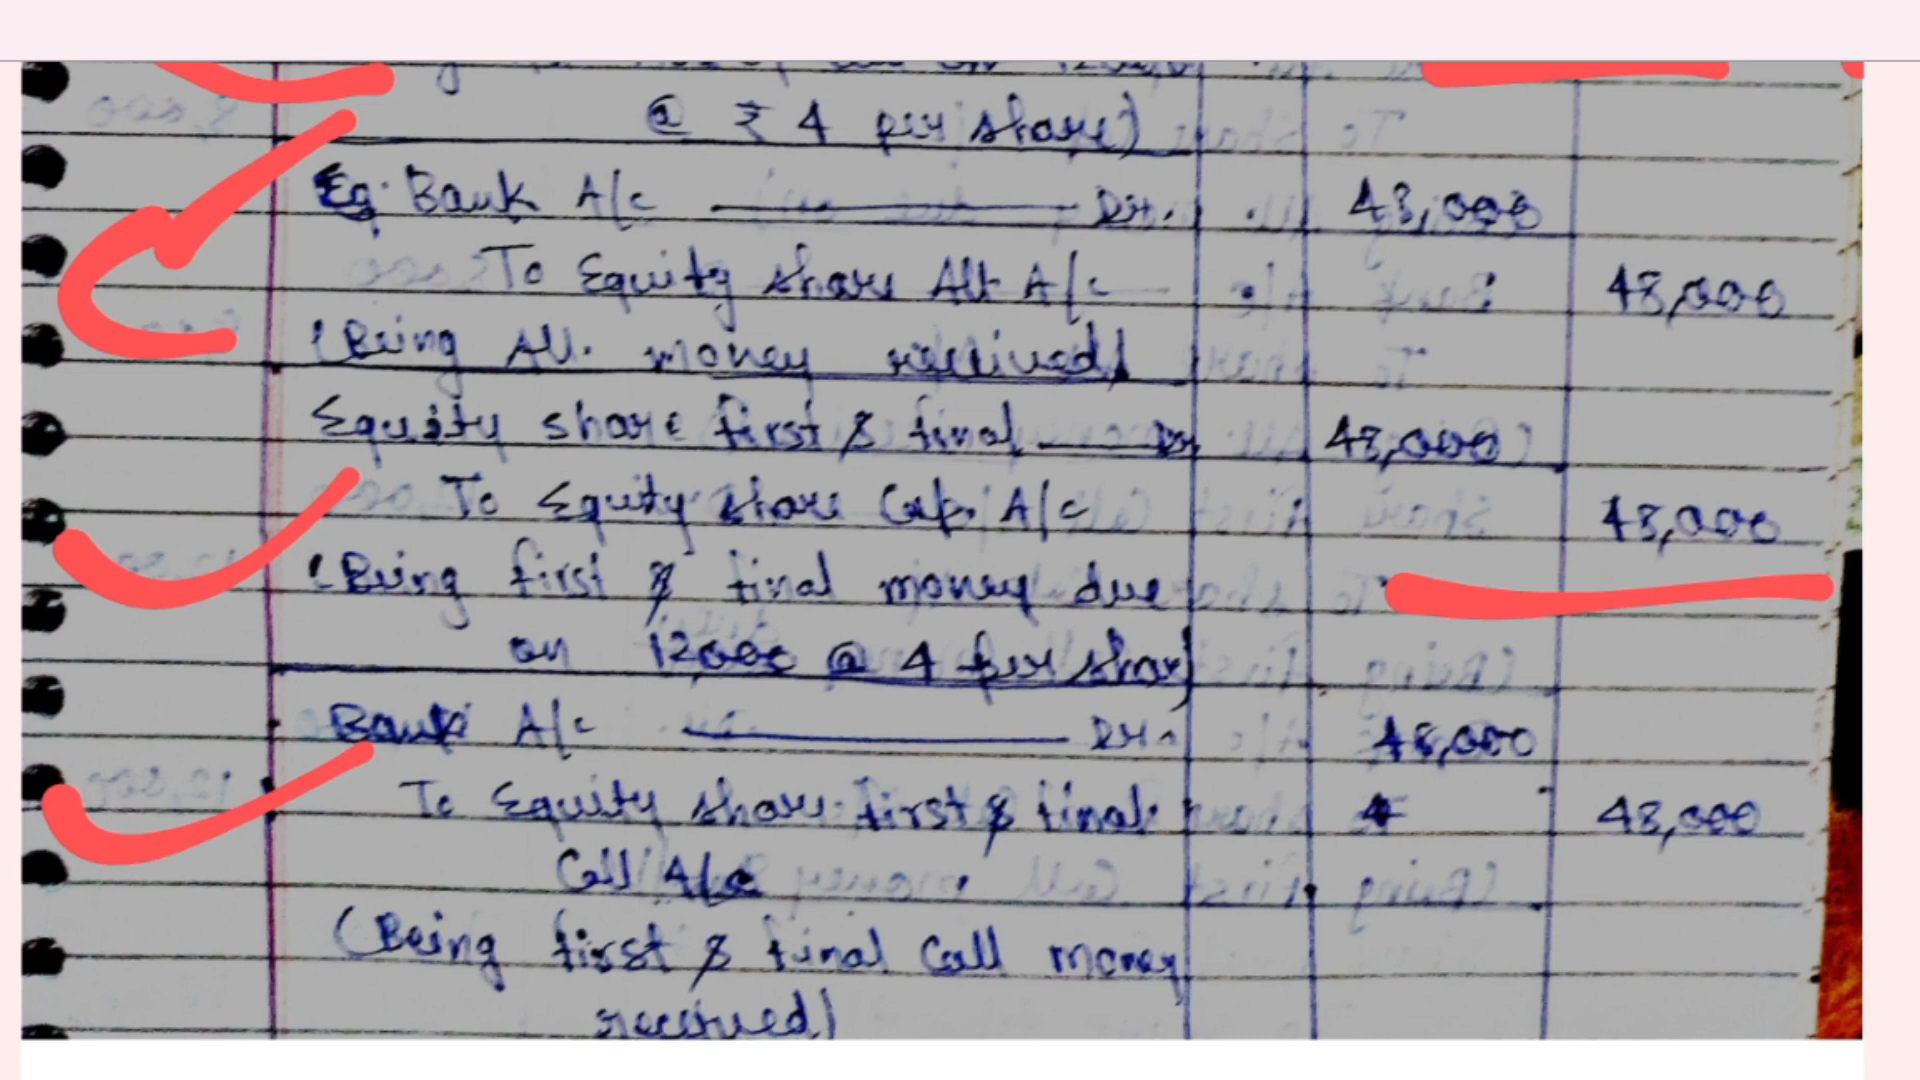 @ ₹ 4 per share)
Eq. Bank A/c Dr. 48,000
To Equity share All A/c 48,000
(Being All. money received)
Equity share first & final Dr 48,000
To Equity share Cap. A/c 48,000
(Being first & final money due
on 12000 @ 4 per share)
Bank A/c Dr. 48,000
To Equity share first & final 48,000
Call A/c
(Being first & final Call money
received)